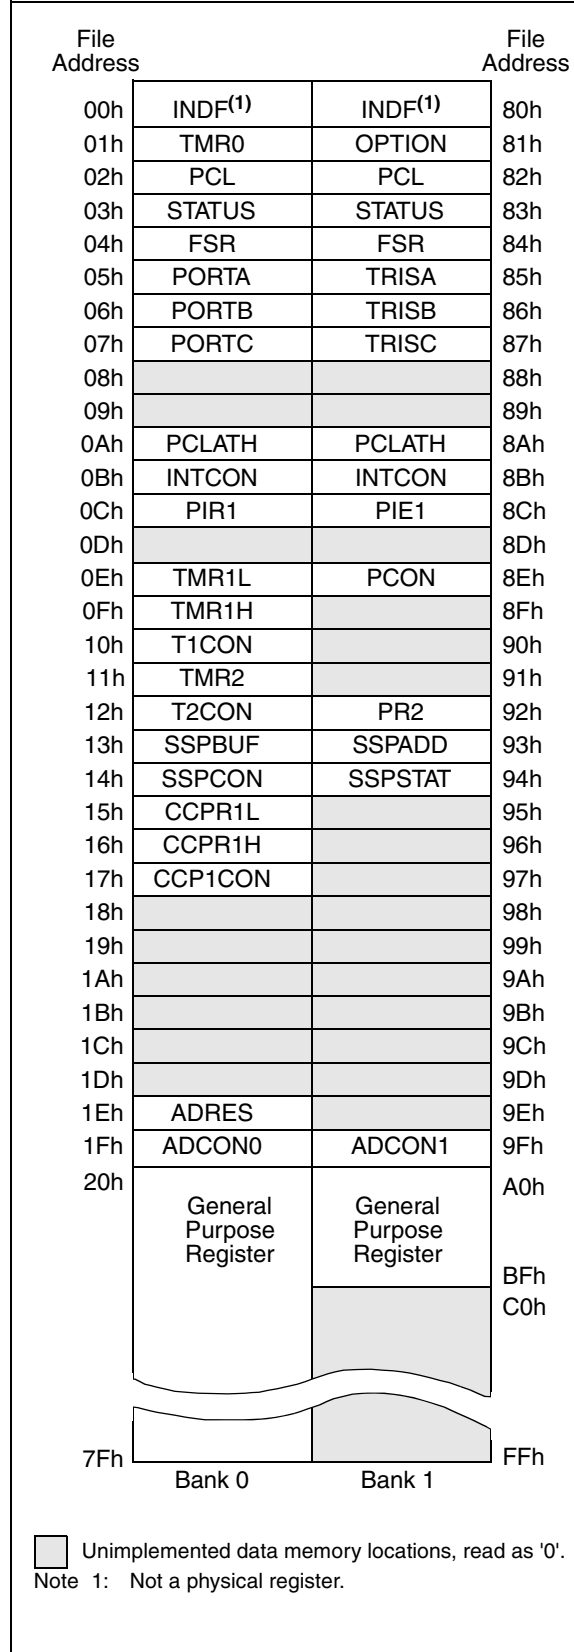 File Address File Address
00h INDF(1) INDF(1) 80h
01h TMR0 OPTION 81h
02h PCL PCL 82h
03h STATUS STATUS 83h
04h FSR FSR 84h
05h PORTA TRISA 85h
06h PORTB TRISB 86h
07h PORTC TRISC 87h
08h 88h
09h 89h
0Ah PCLATH PCLATH 8Ah
0Bh INTCON INTCON 8Bh
0Ch PIR1 PIE1 8Ch
0Dh 8Dh
0Eh TMR1L PCON 8Eh
0Fh TMR1H 8Fh
10h T1CON 90h
11h TMR2 91h
12h T2CON PR2 92h
13h SSPBUF SSPADD 93h
14h SSPCON SSPSTAT 94h
15h CCPR1L 95h
16h CCPR1H 96h
17h CCP1CON 97h
18h 98h
19h 99h
1Ah 9Ah
1Bh 9Bh
1Ch 9Ch
1Dh 9Dh
1Eh ADRES 9Eh
1Fh ADCON0 ADCON1 9Fh
20h A0h
General General
Purpose Purpose
Register Register
BFh
C0h
7Fh FFh
Bank 0 Bank 1
Unimplemented data memory locations, read as '0'.
Note 1: Not a physical register.